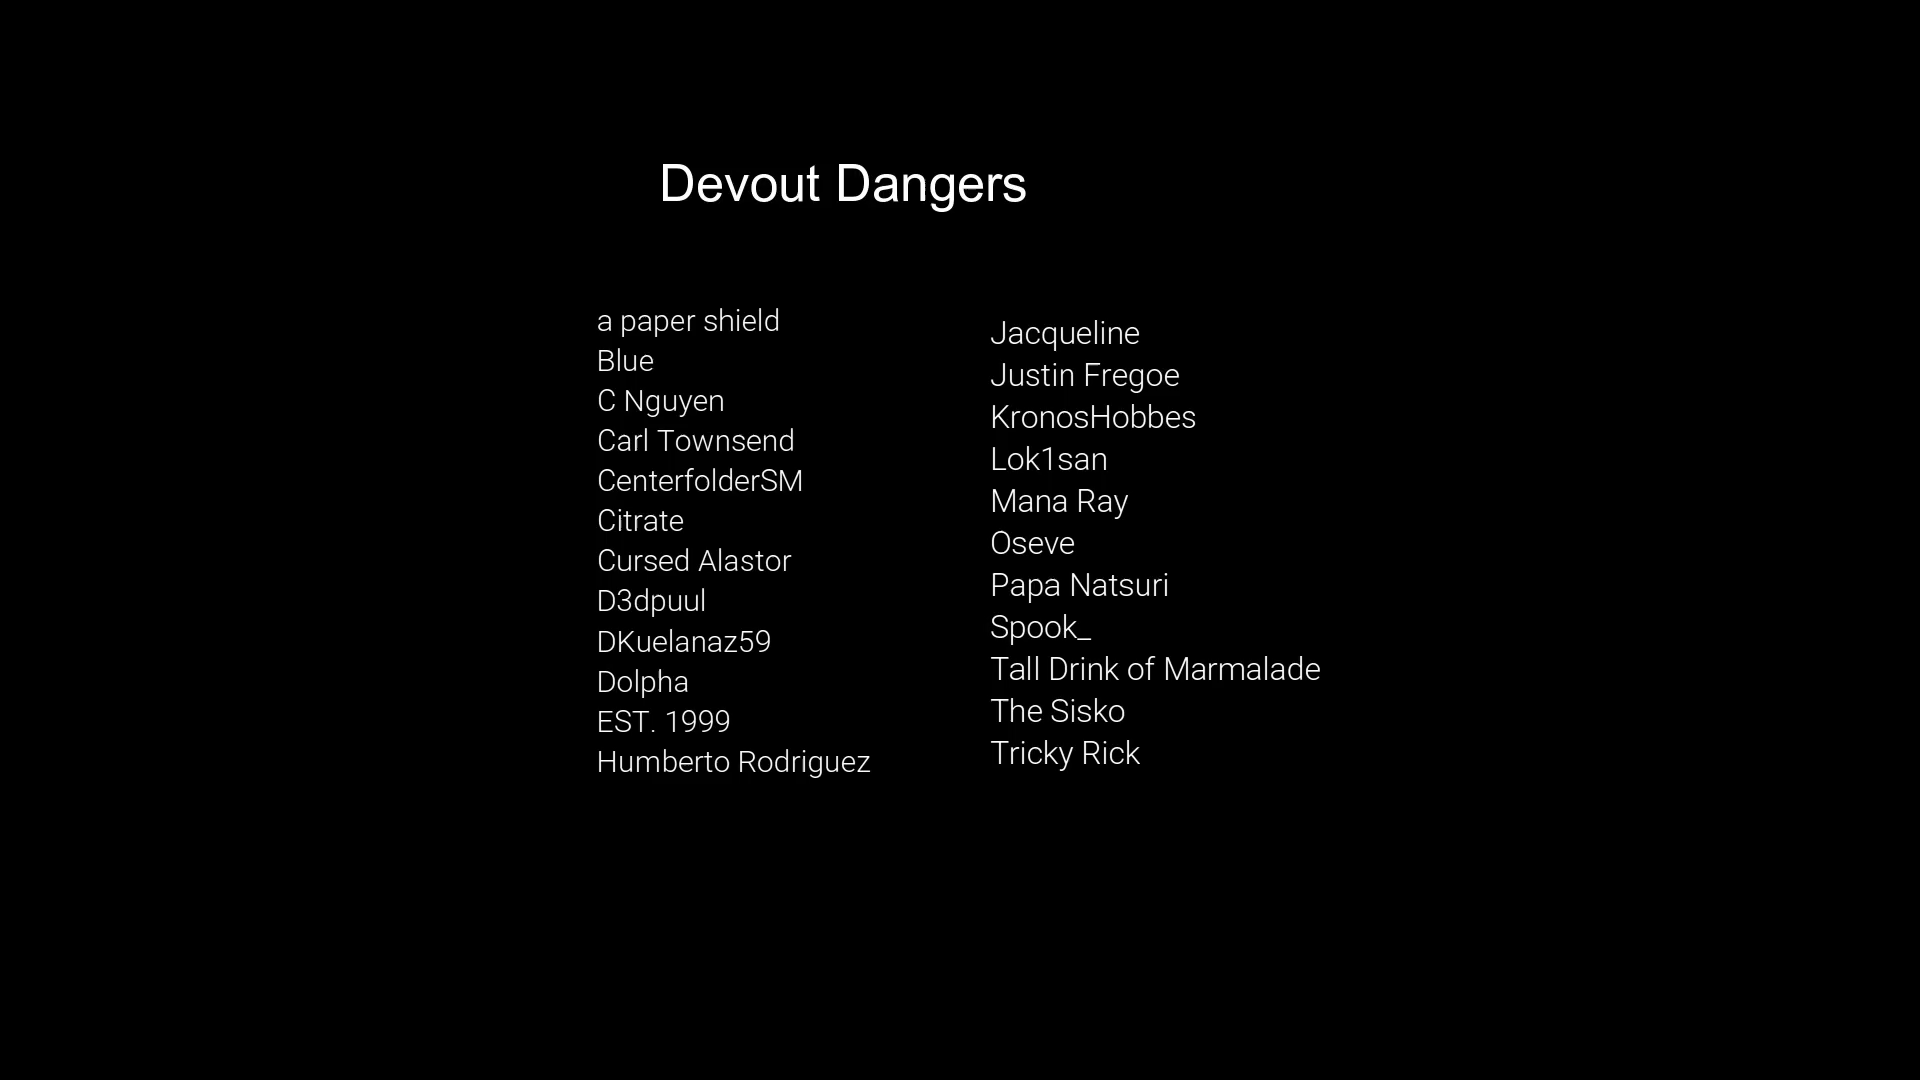 Devout Dangers
a paper shield
Blue
C Nguyen
Carl Townsend
CenterfolderSM
Citrate
Cursed Alastor
D3dpuul
DKuelanaz59
Dolpha
EST. 1999
Humberto Rodriguez
Jacqueline
Justin Fregoe
KronosHobbes
Lok1san
Mana Ray
Oseve
Papa Natsuri
Spook_
Tall Drink of Marmalade
The Sisko
Tricky Rick